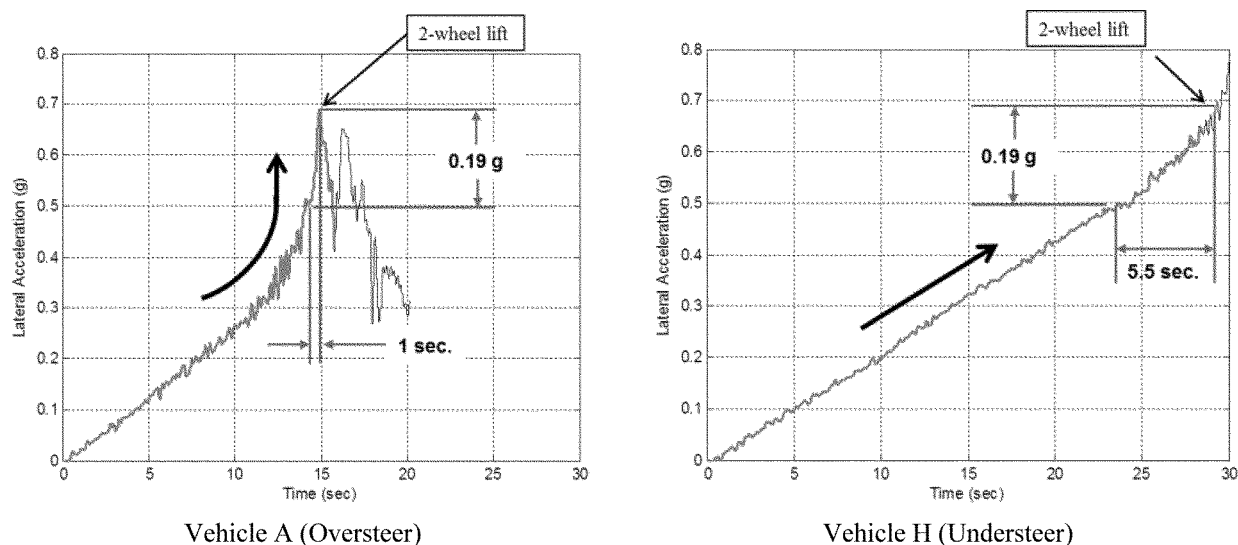 2-wheel lift
0.8
0.7
0.6
0.5
0.4
0.3
0.2
0.1
0
Lateral Acceleration (g)
0.19 g
1 sec.
0 5 10 15 20 25 30
Time (sec)
Vehicle A (Oversteer)
2-wheel lift
0.8
0.7
0.6
0.5
0.4
0.3
0.2
0.1
0
Lateral Acceleration (g)
0.19 g
5.5 sec.
0 5 10 15 20 25 30
Time (sec)
Vehicle H (Understeer)